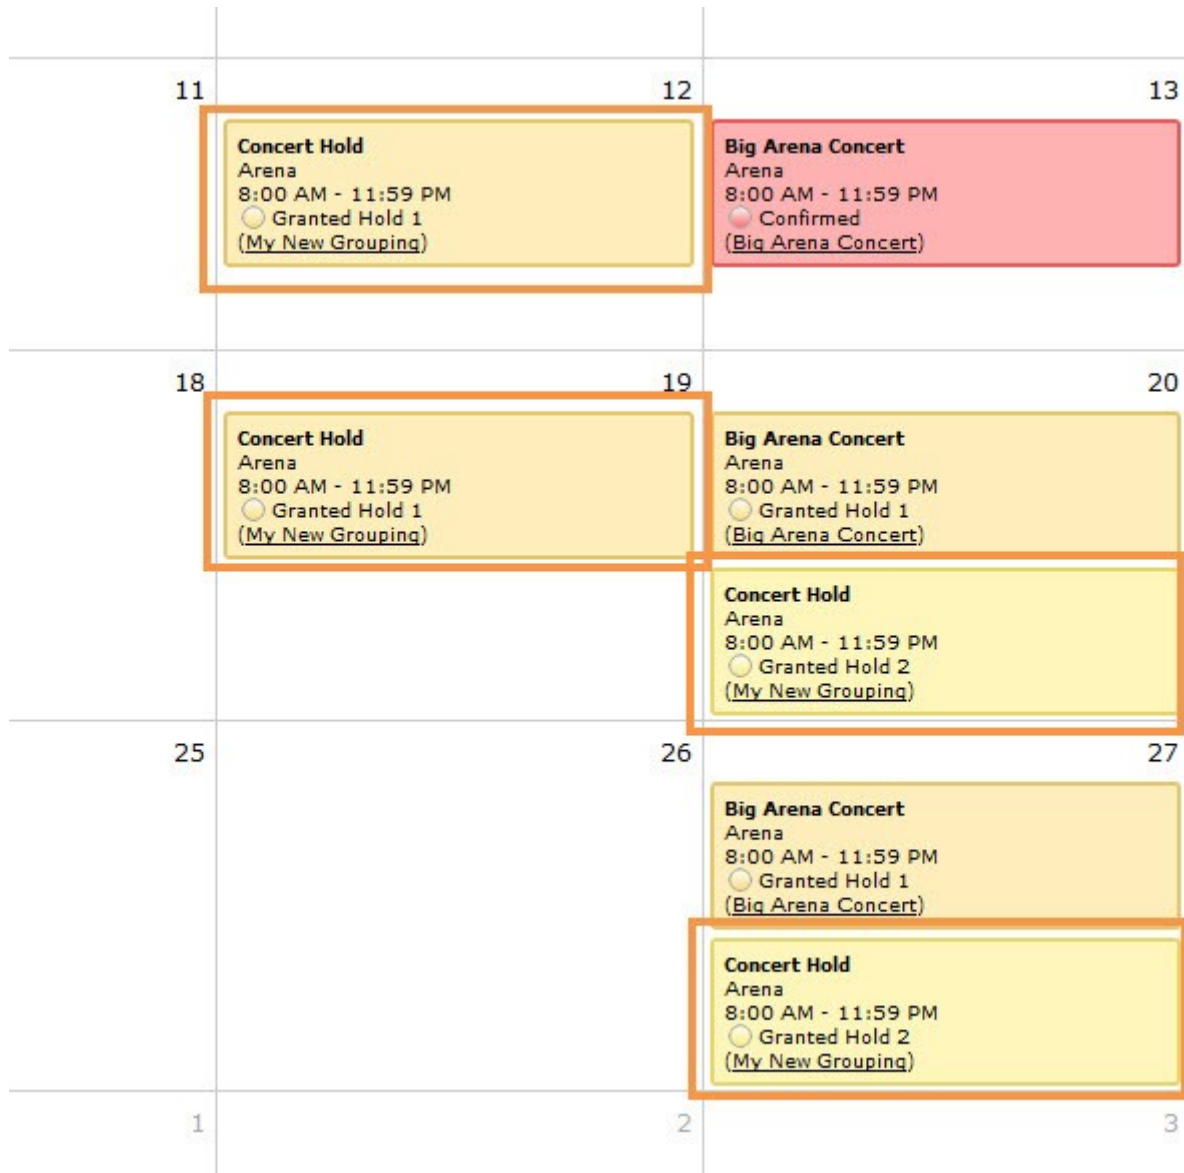 11
12
13
Concert Hold
Arena
8:00 AM - 11:59 PM
Granted Hold 1
(My New Grouping)
Big Arena Concert
Arena
8:00 AM - 11:59 PM
Confirmed
(Big Arena Concert)
18
19
20
Concert Hold
Arena
8:00 AM - 11:59 PM
Granted Hold 1
(My New Grouping)
Big Arena Concert
Arena
8:00 AM - 11:59 PM
Granted Hold 1
(Big Arena Concert)
Concert Hold
Arena
8:00 AM - 11:59 PM
Granted Hold 2
(My New Grouping)
25
26
27
Big Arena Concert
Arena
8:00 AM - 11:59 PM
Granted Hold 1
(Big Arena Concert)
Concert Hold
Arena
8:00 AM - 11:59 PM
Granted Hold 2
(My New Grouping)
1
2
3